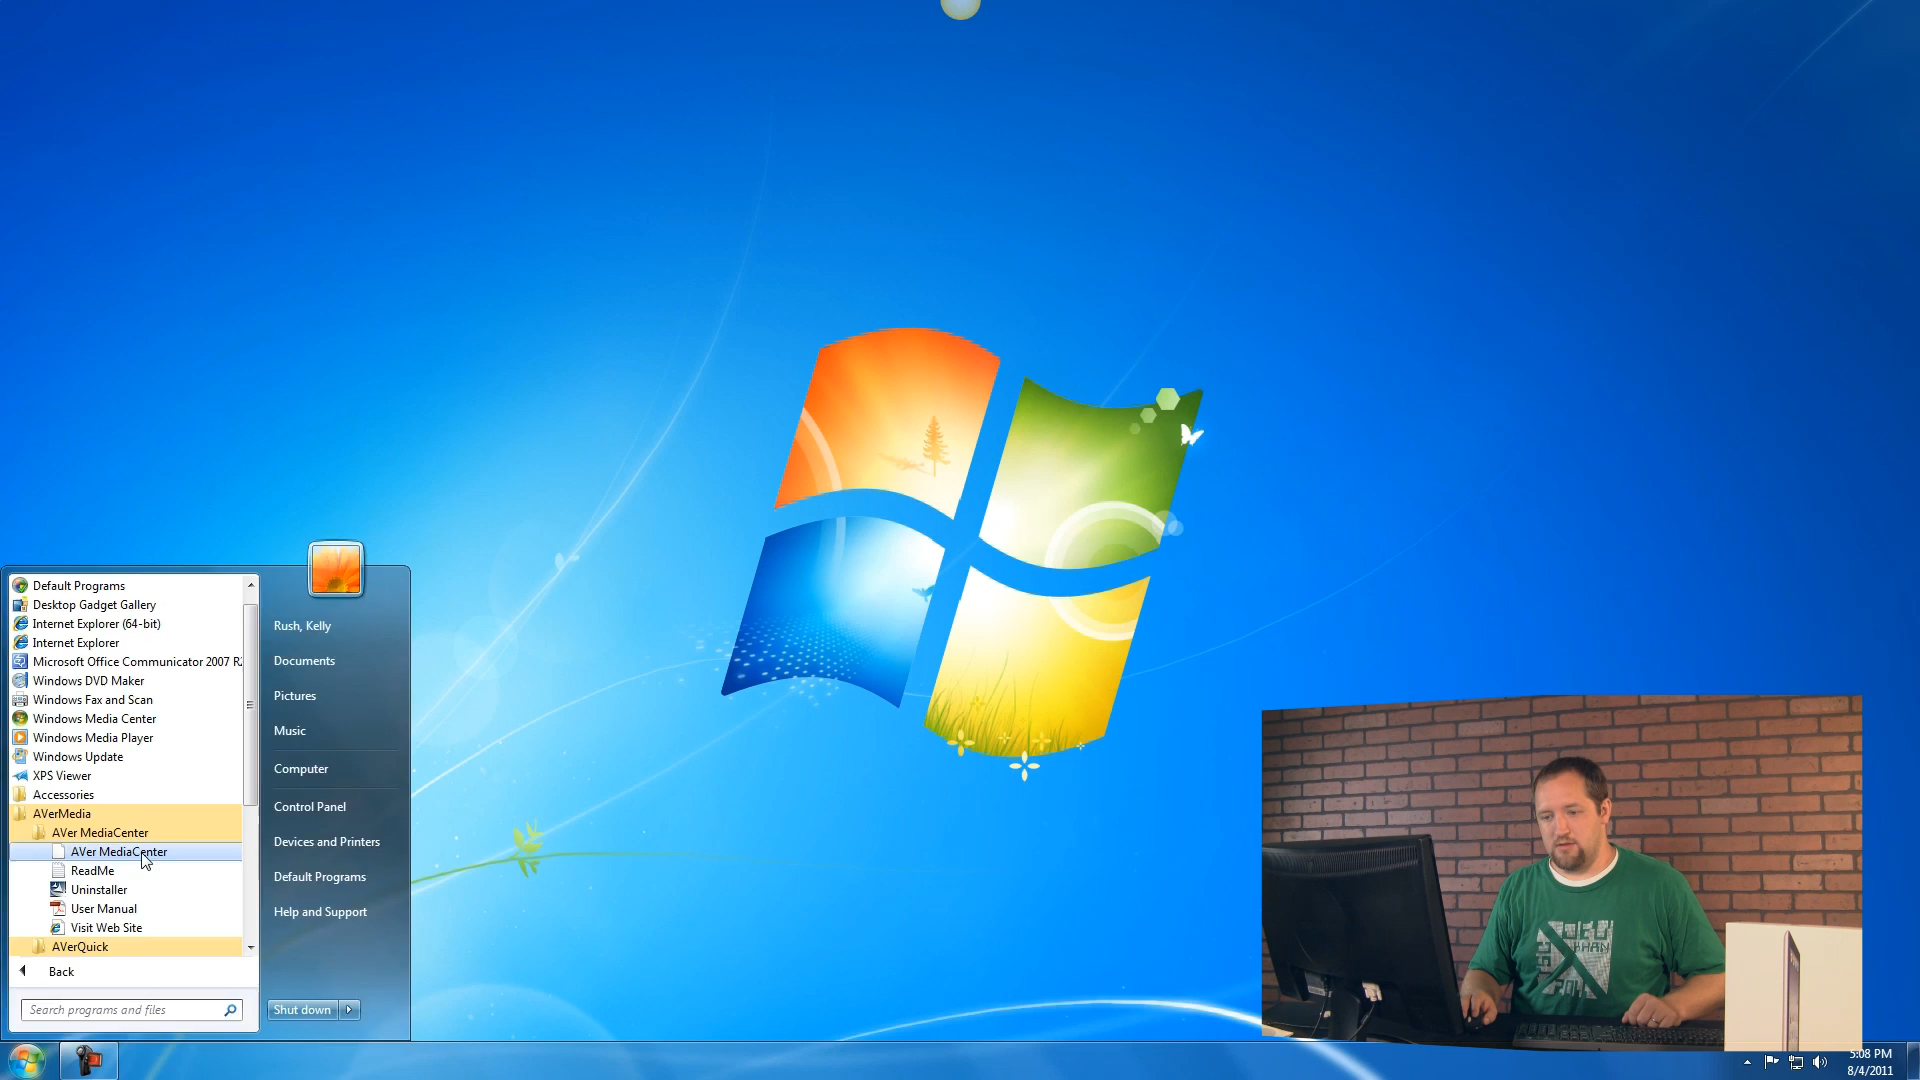 Default Programs
Desktop Gadget Gallery
Internet Explorer (64-bit)
Internet Explorer
Microsoft Office Communicator 2007 R2
Windows DVD Maker
Windows Fax and Scan
Windows Media Center
Windows Media Player
Windows Update
XPS Viewer
Accessories
AVerMedia
AVer MediaCenter
AVer MediaCenter
ReadMe
Uninstaller
User Manual
Visit Web Site
AVerQuick
Back
Search programs and files
Rush, Kelly
Documents
Pictures
Music
Computer
Control Panel
Devices and Printers
Default Programs
Help and Support
Shut down
5:08 PM
8/4/2011